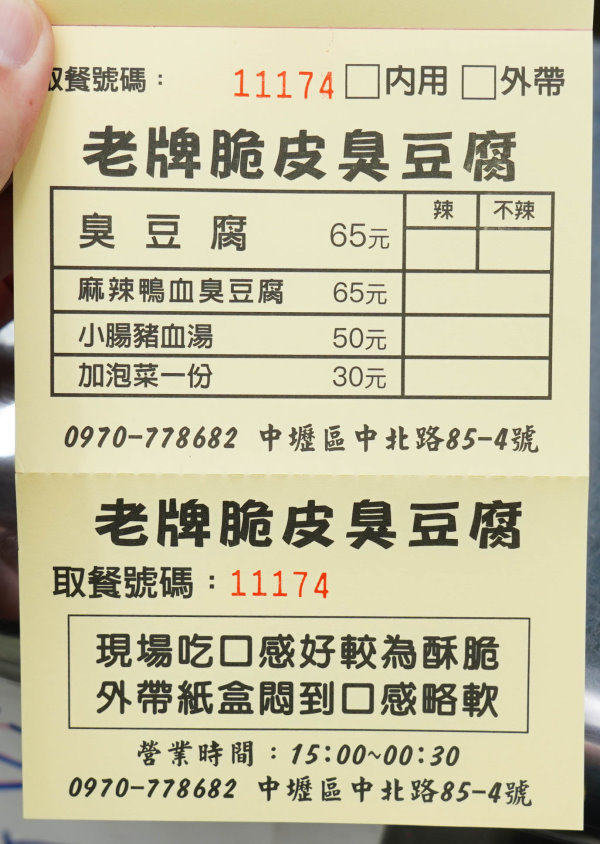 取餐號碼： 11174 □內用 □外帶
老牌脆皮臭豆腐
辣 不辣
臭豆腐 65元
麻辣鴨血臭豆腐 65元
小腸豬血湯 50元
加泡菜一份 30元
0970-778682 中壢區中北路85-4號
老牌脆皮臭豆腐
取餐號碼：11174
現場吃口感好較為酥脆
外帶紙盒悶到口感略軟
營業時間：15:00~00:30
0970-778682 中壢區中北路85-4號